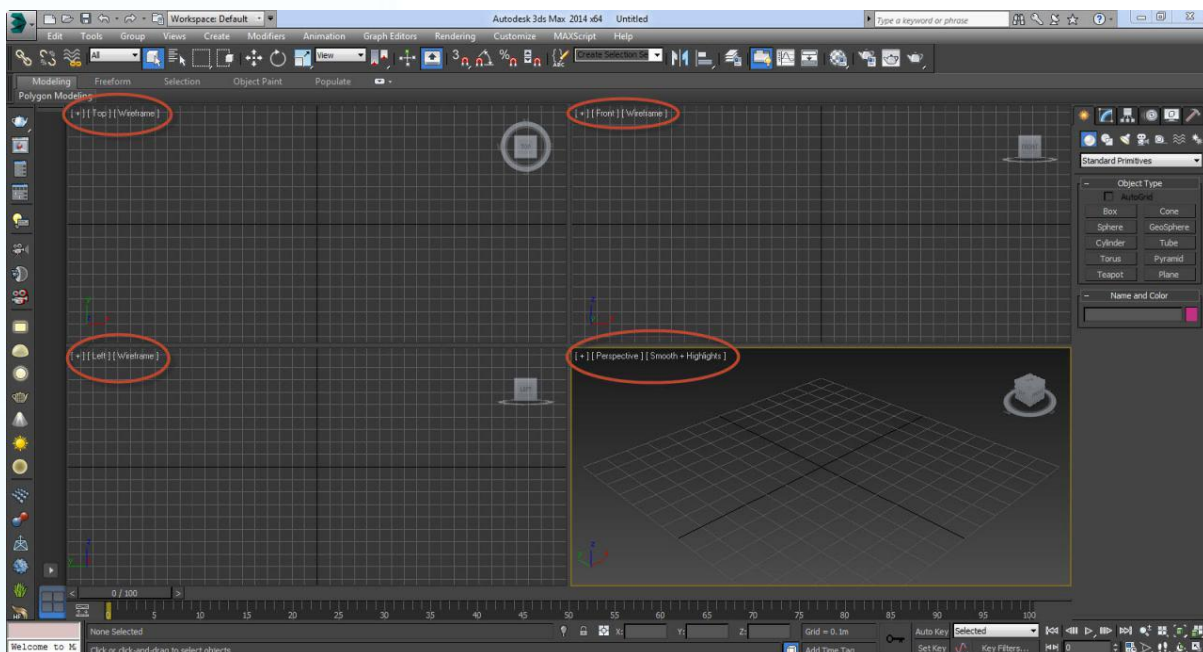 Workspace: Default
Autodesk 3ds Max 2014 x64 Untitled
Type a keyword or phrase
Edit Tools Group Views Create Modifiers Animation Graph Editors Rendering Customize MAXScript Help
All
View
3
Create Selection Se
Modeling Freeform Selection Object Paint Populate
Polygon Modeling
[ + ] [ Top ] [ Wireframe ]
[ + ] [ Front ] [ Wireframe ]
TOP
FRONT
Standard Primitives
Object Type
AutoGrid
Box Cone
Sphere GeoSphere
Cylinder Tube
Torus Pyramid
Teapot Plane
Name and Color
[ + ] [ Left ] [ Wireframe ]
[ + ] [ Perspective ] [ Smooth + Highlights ]
LEFT
0 / 100
0 5 10 15 20 25 30 35 40 45 50 55 60 65 70 75 80 85 90 95 100
None Selected
X: Y: Z: Grid = 0.1m
Auto Key Selected
Welcome to M
Click or click-and-drag to select objects
Add Time Tag
Set Key Key Filters... 0